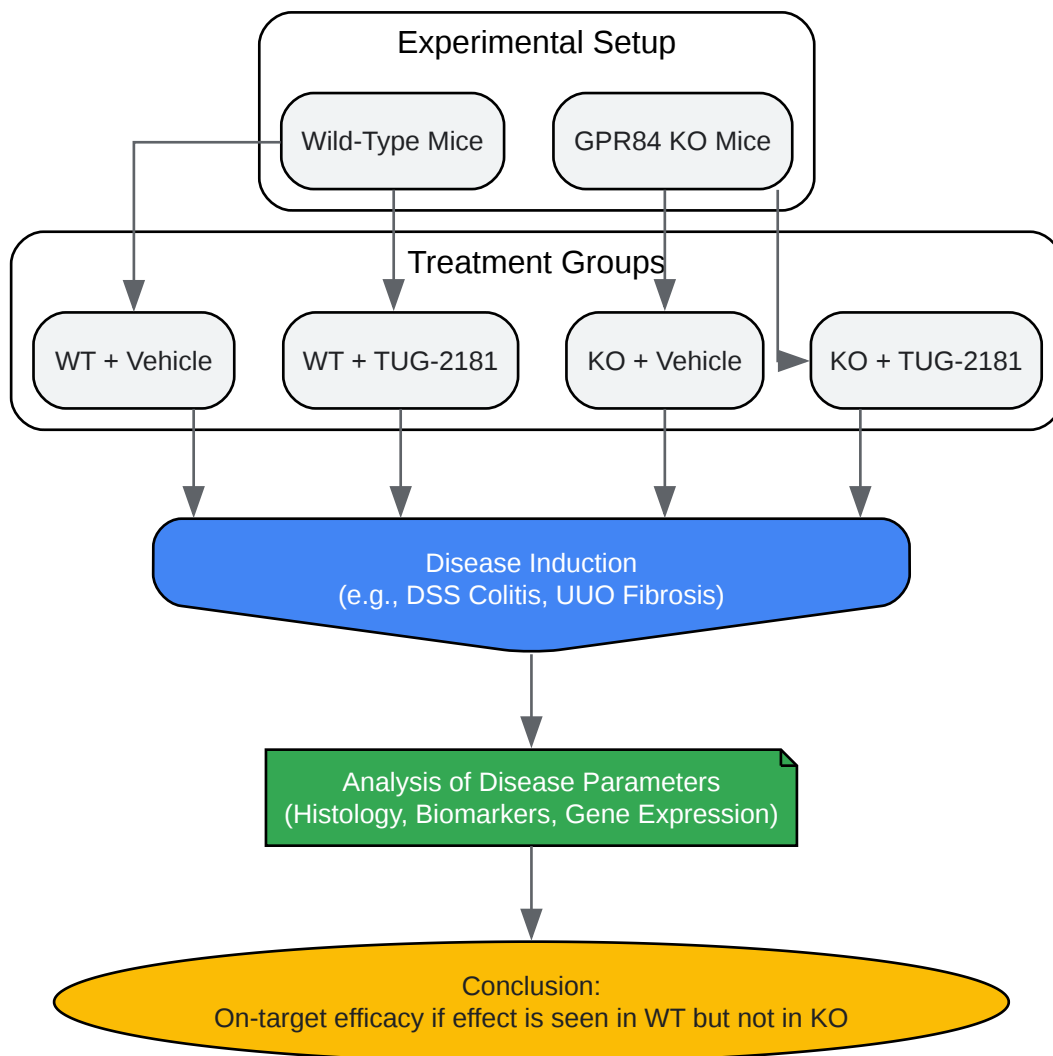 Experimental Setup
Wild-Type Mice
GPR84 KO Mice
Treatment Groups
WT + Vehicle
WT + TUG-2181
KO + Vehicle
KO + TUG-2181
Disease Induction
(e.g., DSS Colitis, UUO Fibrosis)
Analysis of Disease Parameters
(Histology, Biomarkers, Gene Expression)
Conclusion:
On-target efficacy if effect is seen in WT but not in KO